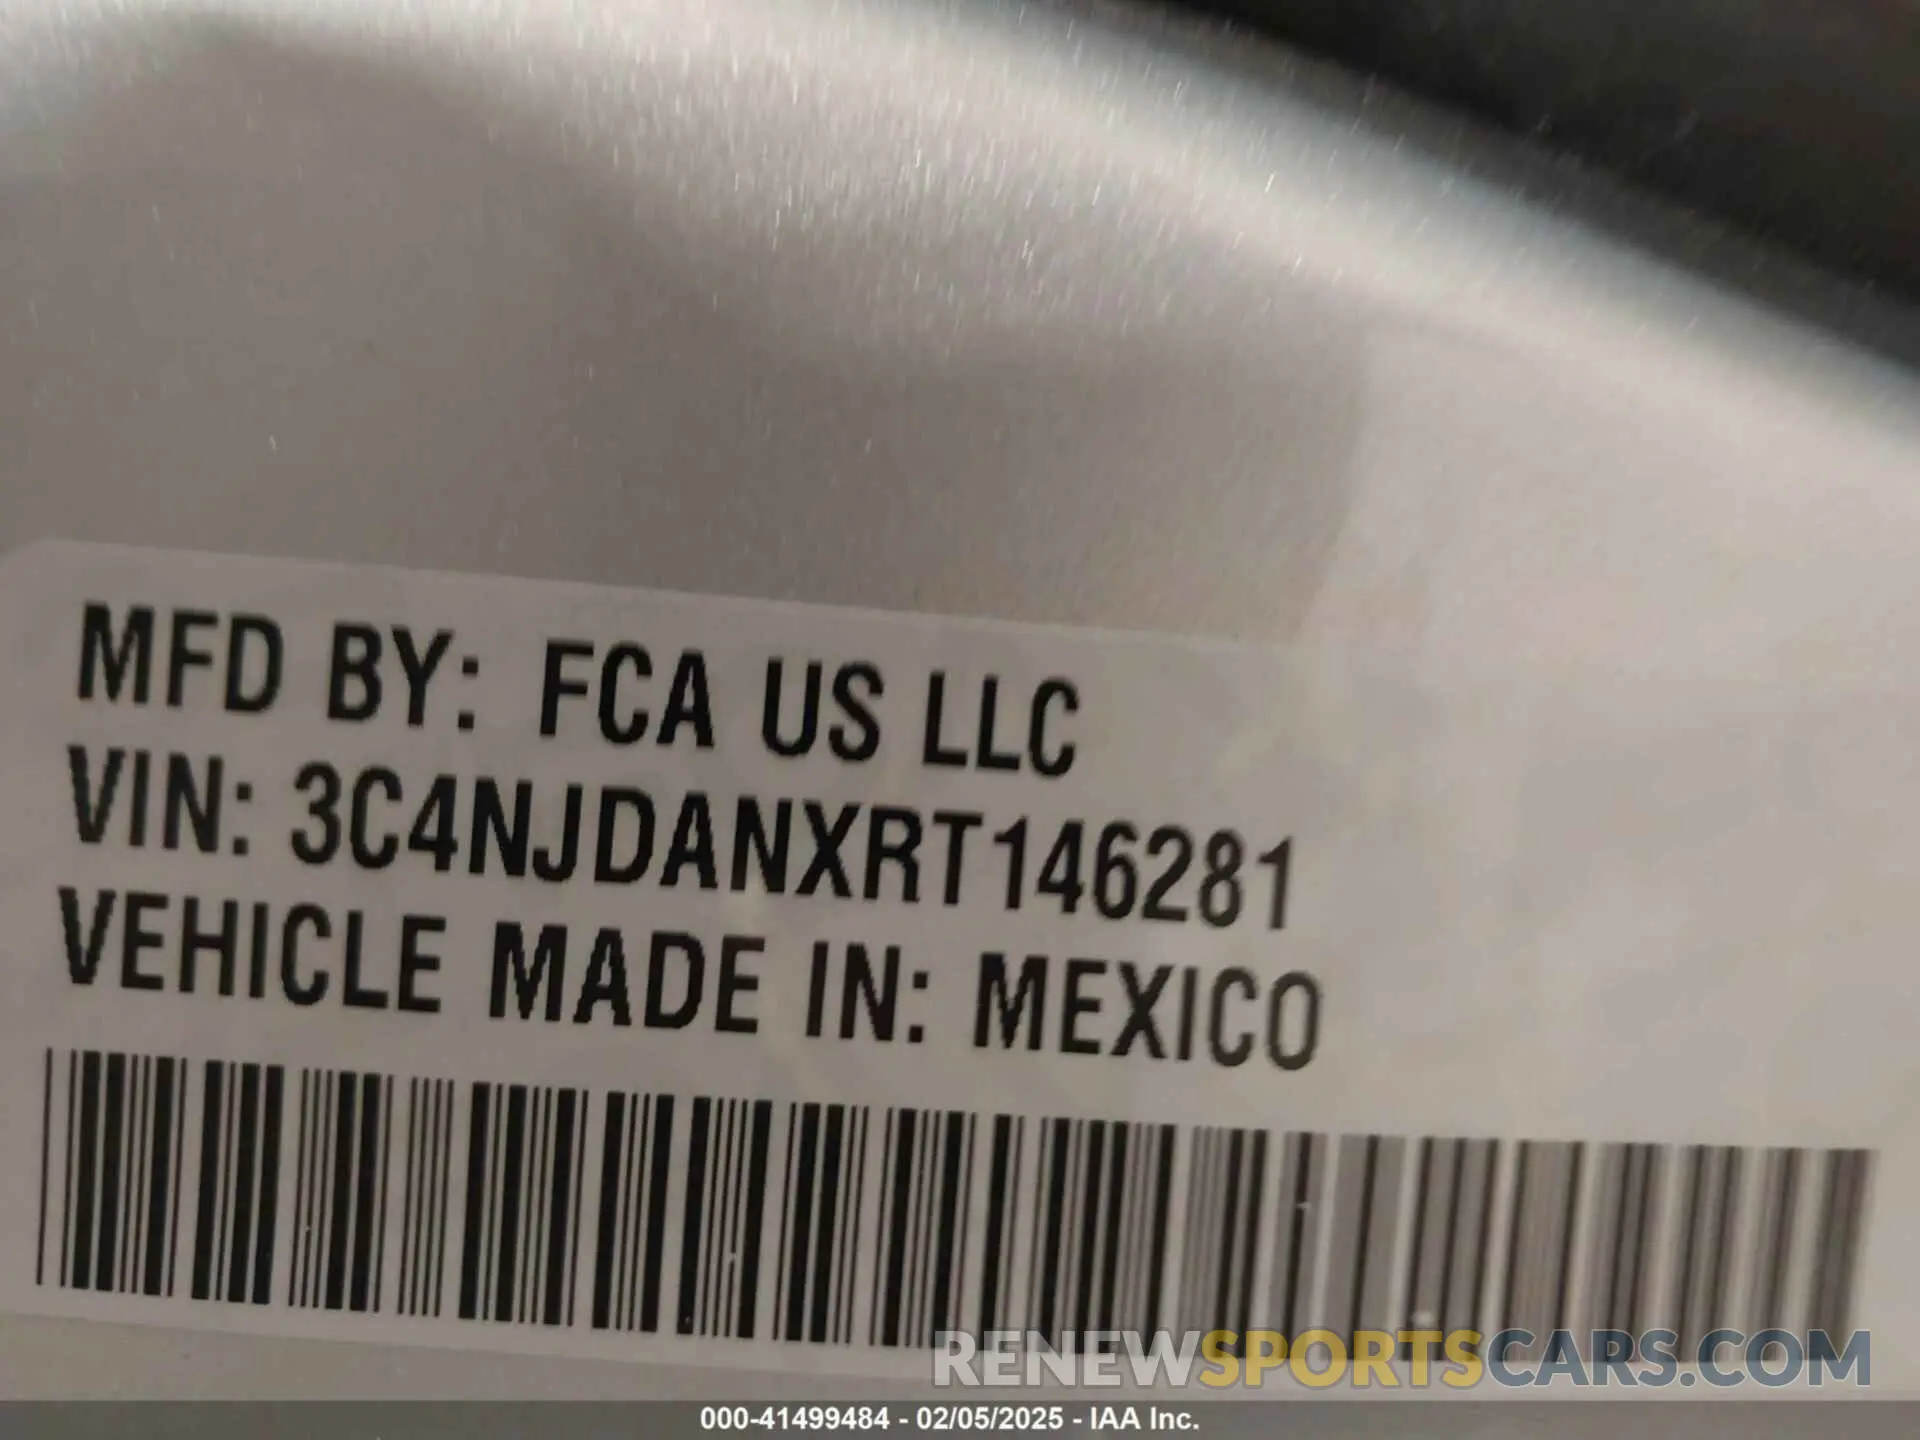 MFD BY: FCA US LLC
VIN: 3C4NJDANXRT146281
VEHICLE MADE IN: MEXICO
RENEWSPORTSCARS.COM
000-41499484 - 02/05/2025 - IAA Inc.